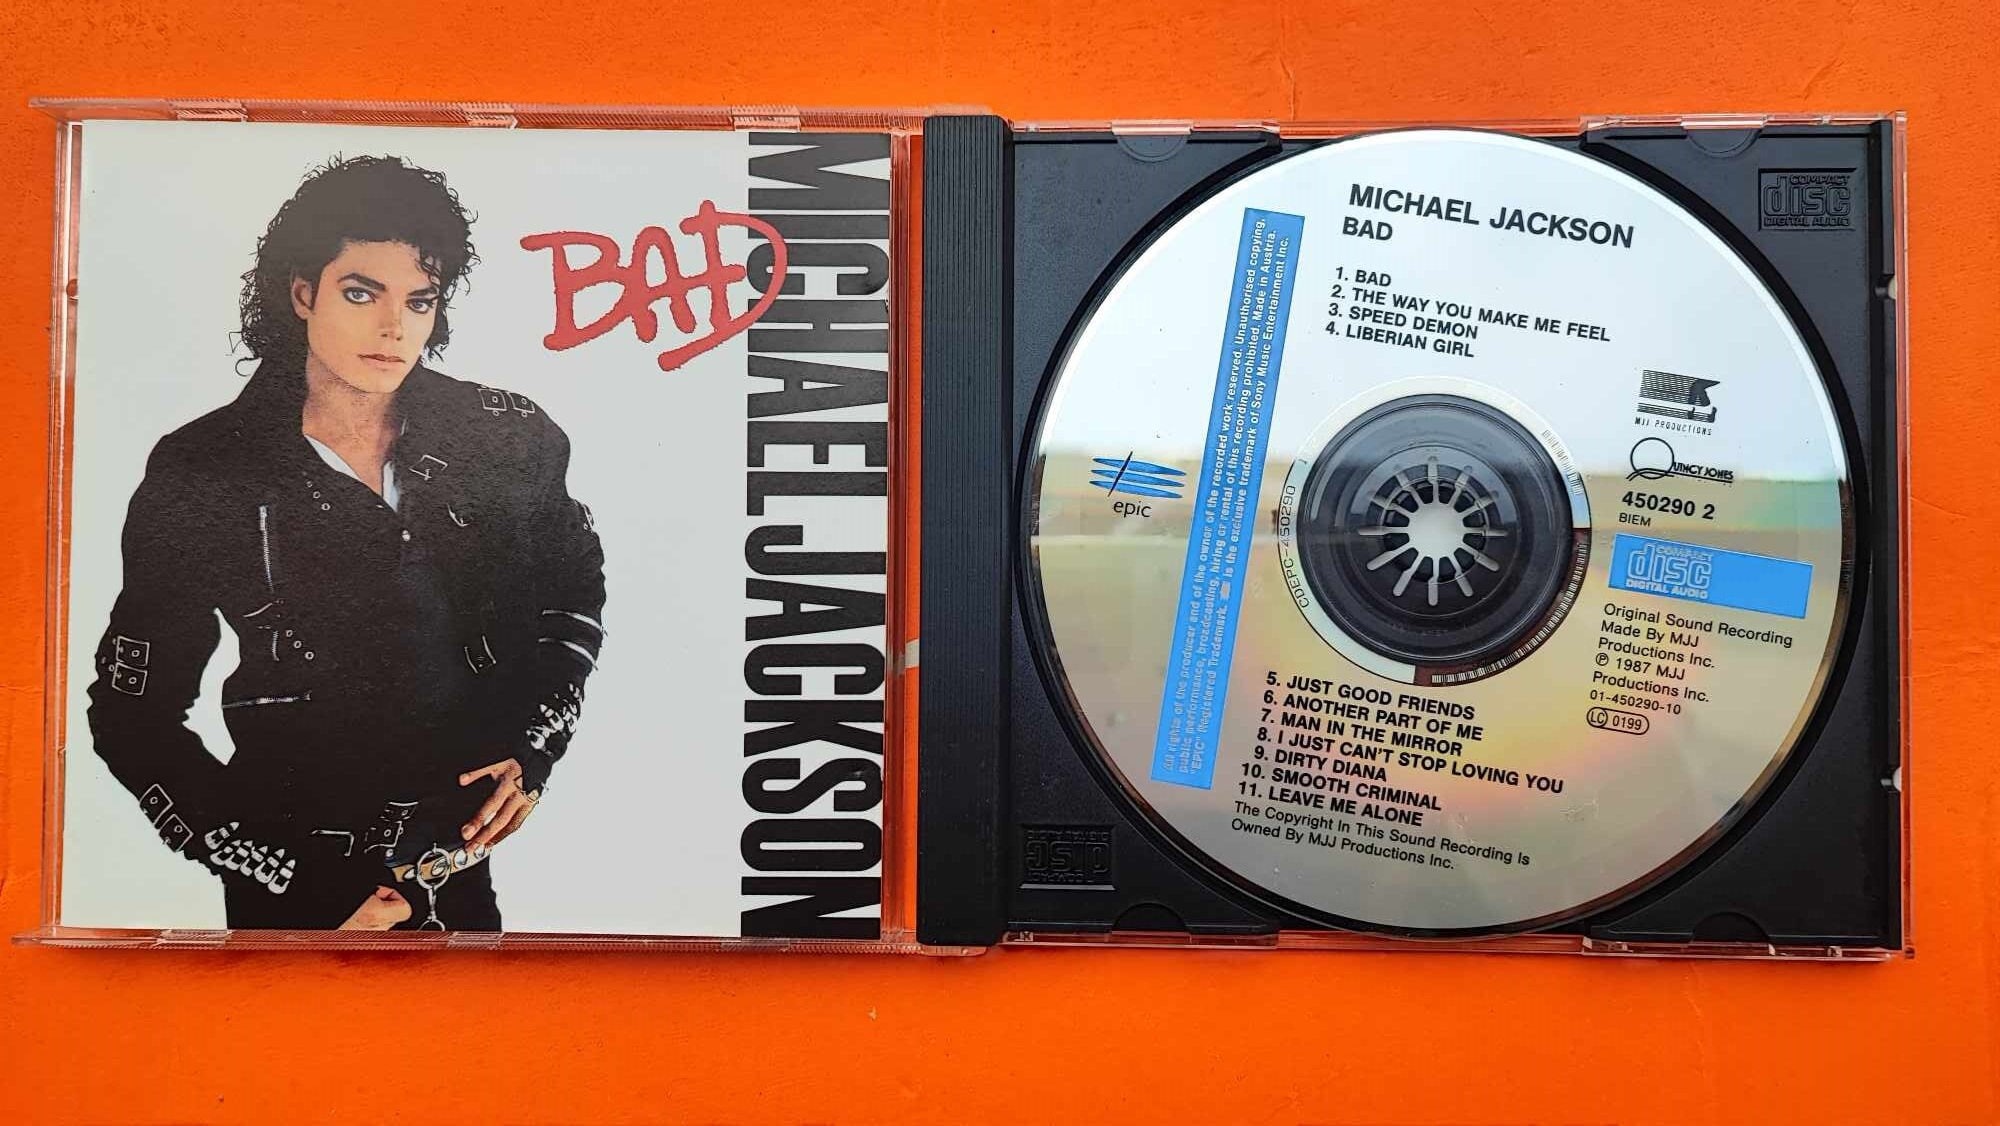 BAD
MICHAEL JACKSON
COMPACT
disc
DIGITAL AUDIO
MICHAEL JACKSON
BAD
1. BAD
2. THE WAY YOU MAKE ME FEEL
3. SPEED DEMON
4. LIBERIAN GIRL
MJJ PRODUCTIONS
QUINCY JONES
450290 2
BIEM
COMPACT
disc
DIGITAL AUDIO
Original Sound Recording
Made By MJJ
Productions Inc.
℗ 1987 MJJ
Productions Inc.
01-450290-10
LC 0199
epic
All rights of the producer and of the owner of the recorded work reserved. Unauthorised copying,
public performance, broadcasting, hiring or rental of this recording prohibited. Made in Austria.
"EPIC" Registered Trademark. is the exclusive trademark of Sony Music Entertainment Inc.
CDEPC-450290
5. JUST GOOD FRIENDS
6. ANOTHER PART OF ME
7. MAN IN THE MIRROR
8. I JUST CAN'T STOP LOVING YOU
9. DIRTY DIANA
10. SMOOTH CRIMINAL
11. LEAVE ME ALONE
The Copyright In This Sound Recording Is
Owned By MJJ Productions Inc.
COMPACT
disc
DIGITAL AUDIO